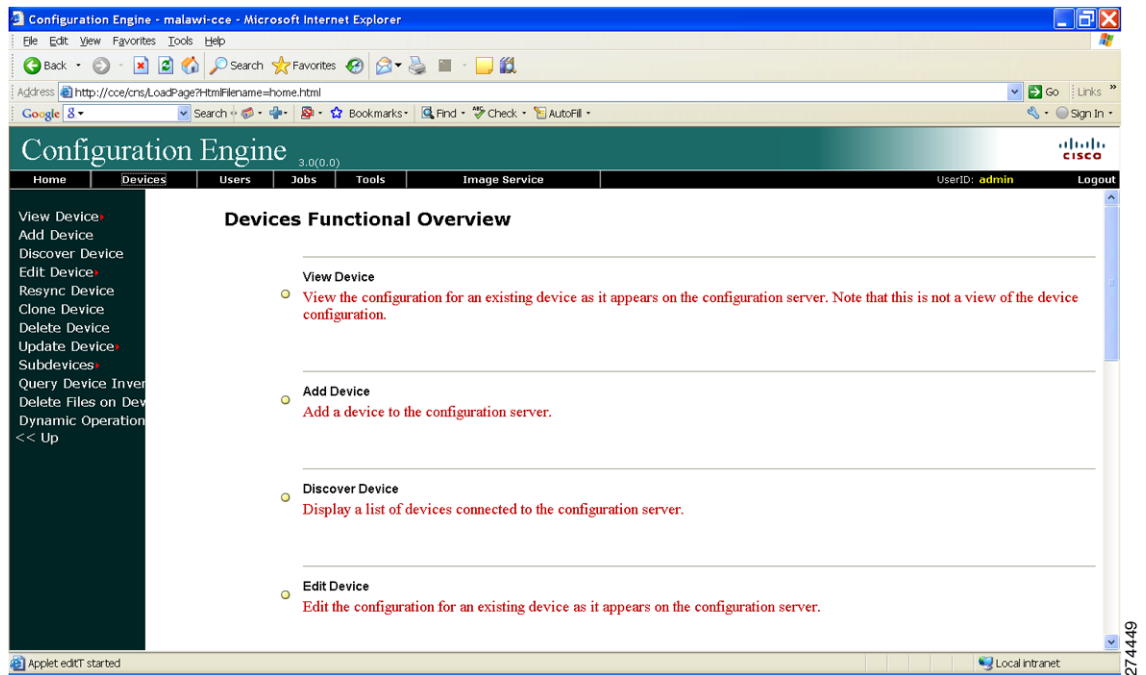 Configuration Engine - malawi-cce - Microsoft Internet Explorer
File Edit View Favorites Tools Help
Back Search Favorites
Address http://cce/cns/LoadPage?HtmlFilename=home.html Go Links »
Google Search Bookmarks Find Check AutoFill Sign In
Configuration Engine 3.0(0.0) CISCO
Home Devices Users Jobs Tools Image Service UserID: admin Logout
View Device
Add Device
Discover Device
Edit Device
Resync Device
Clone Device
Delete Device
Update Device
Subdevices
Query Device Inver
Delete Files on Dev
Dynamic Operation
<< Up
Devices Functional Overview
View Device
View the configuration for an existing device as it appears on the configuration server. Note that this is not a view of the device
configuration.
Add Device
Add a device to the configuration server.
Discover Device
Display a list of devices connected to the configuration server.
Edit Device
Edit the configuration for an existing device as it appears on the configuration server.
Applet editT started Local intranet
274449